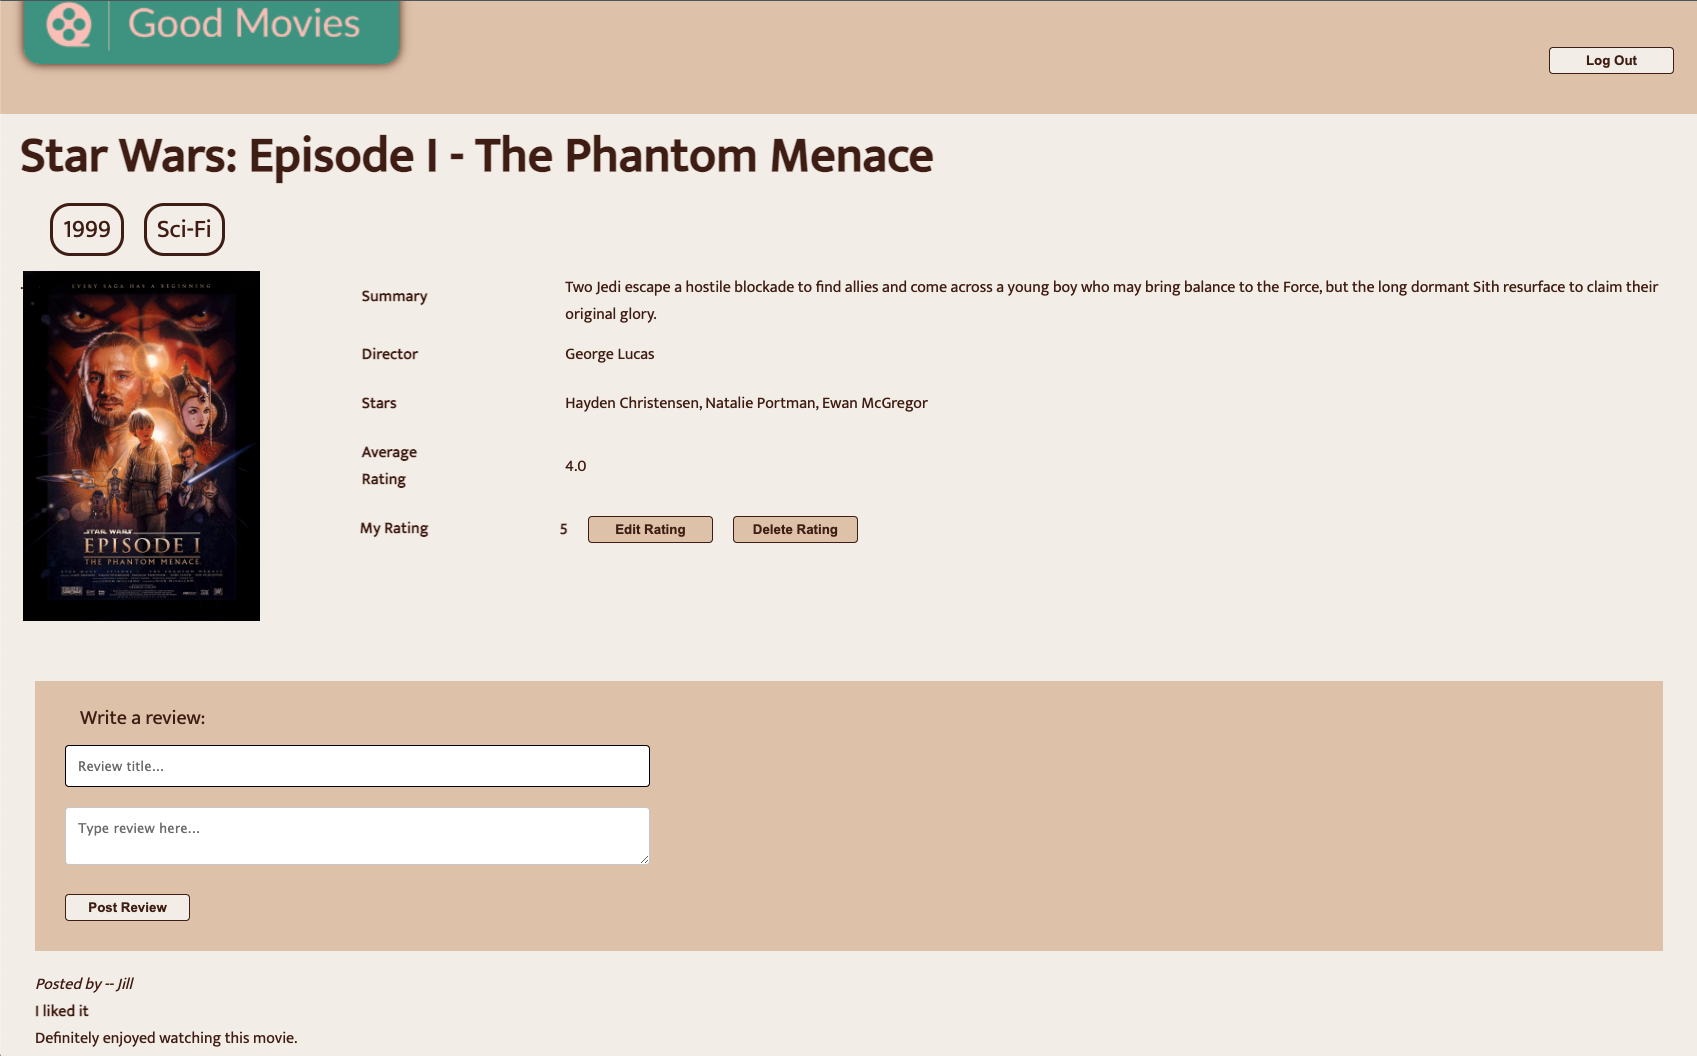 Good Movies
Log Out
Star Wars: Episode I - The Phantom Menace
1999
Sci-Fi
EVERY SAGA HAS A BEGINNING
STAR WARS
EPISODE I
THE PHANTOM MENACE
Summary
Two Jedi escape a hostile blockade to find allies and come across a young boy who may bring balance to the Force, but the long dormant Sith resurface to claim their
original glory.
Director
George Lucas
Stars
Hayden Christensen, Natalie Portman, Ewan McGregor
Average
Rating
4.0
My Rating
5
Edit Rating
Delete Rating
Write a review:
Review title...
Type review here...
Post Review
Posted by -- Jill
I liked it
Definitely enjoyed watching this movie.